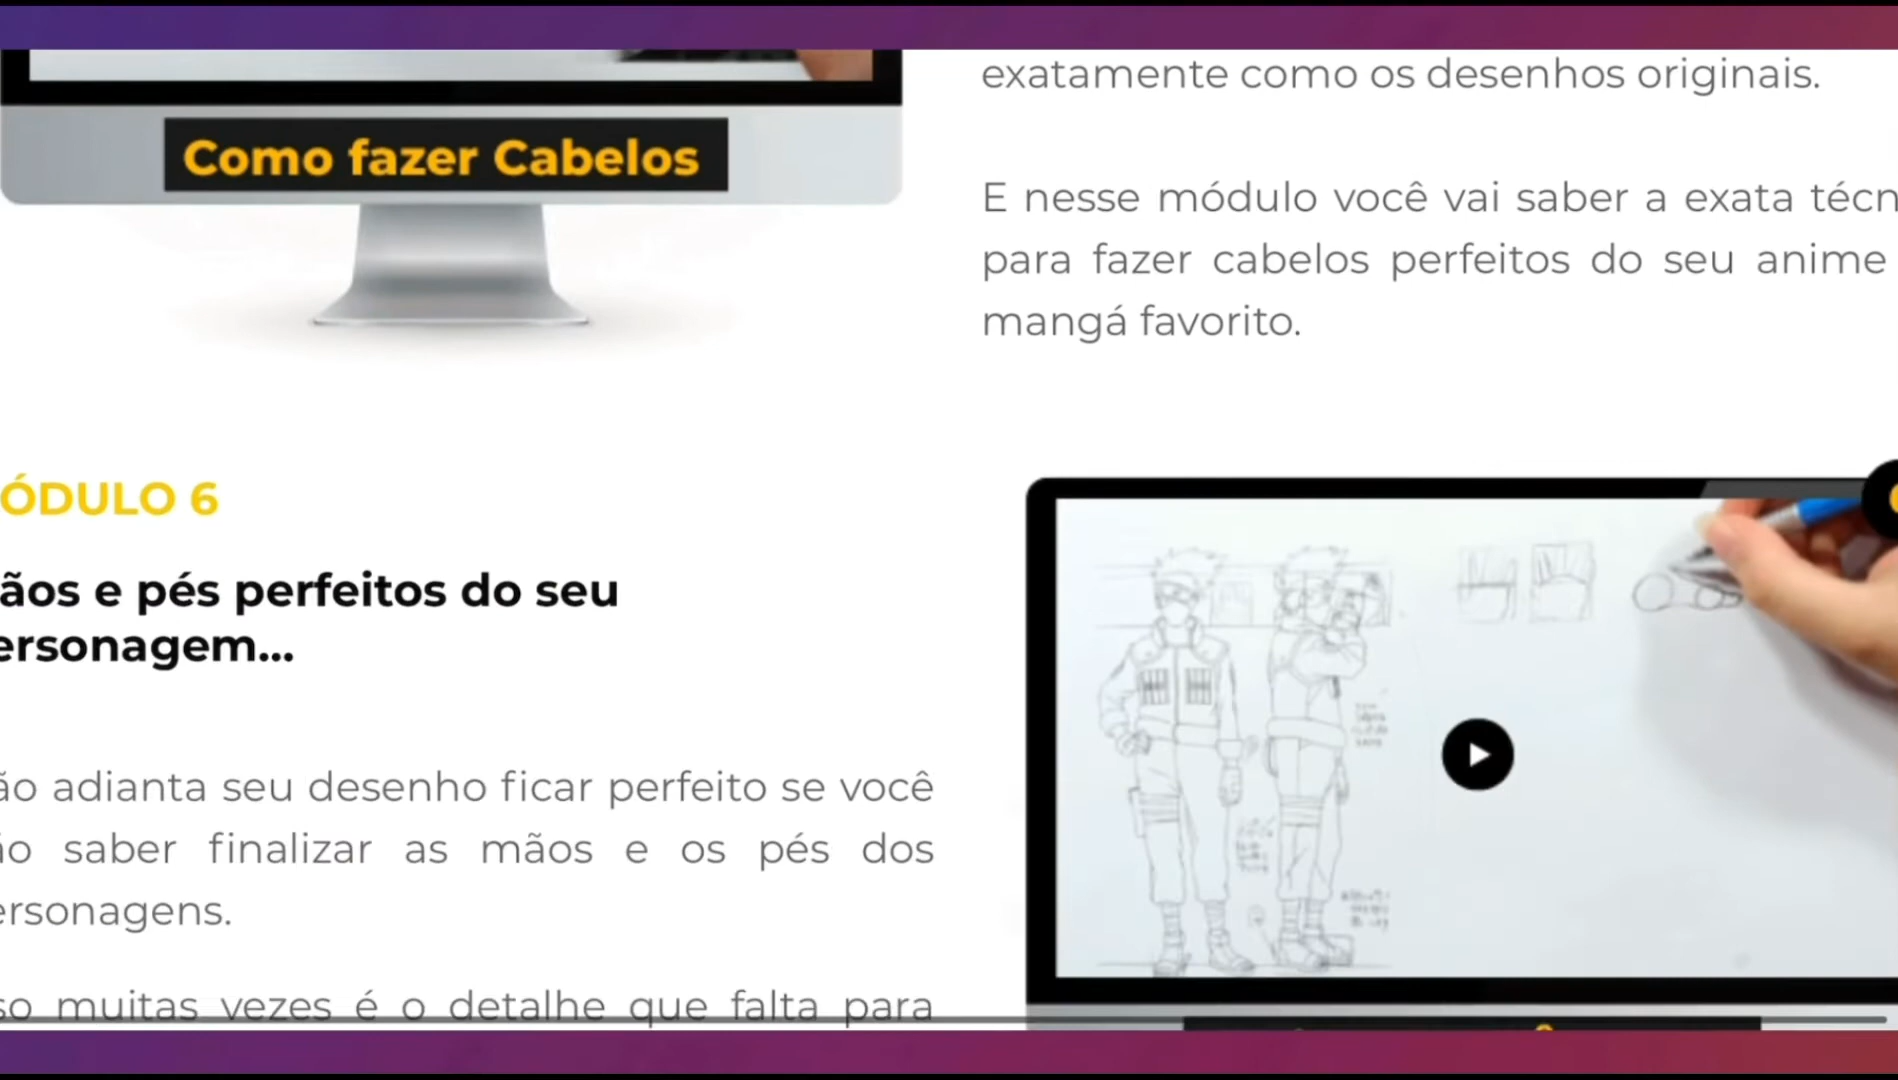 exatamente como os desenhos originais.
Como fazer Cabelos
E nesse módulo você vai saber a exata técn
para fazer cabelos perfeitos do seu anime
mangá favorito.
ÓDULO 6
ãos e pés perfeitos do seu
ersonagem...
ão adianta seu desenho ficar perfeito se você
ão saber finalizar as mãos e os pés dos
ersonagens.
so muitas vezes é o detalhe que falta para